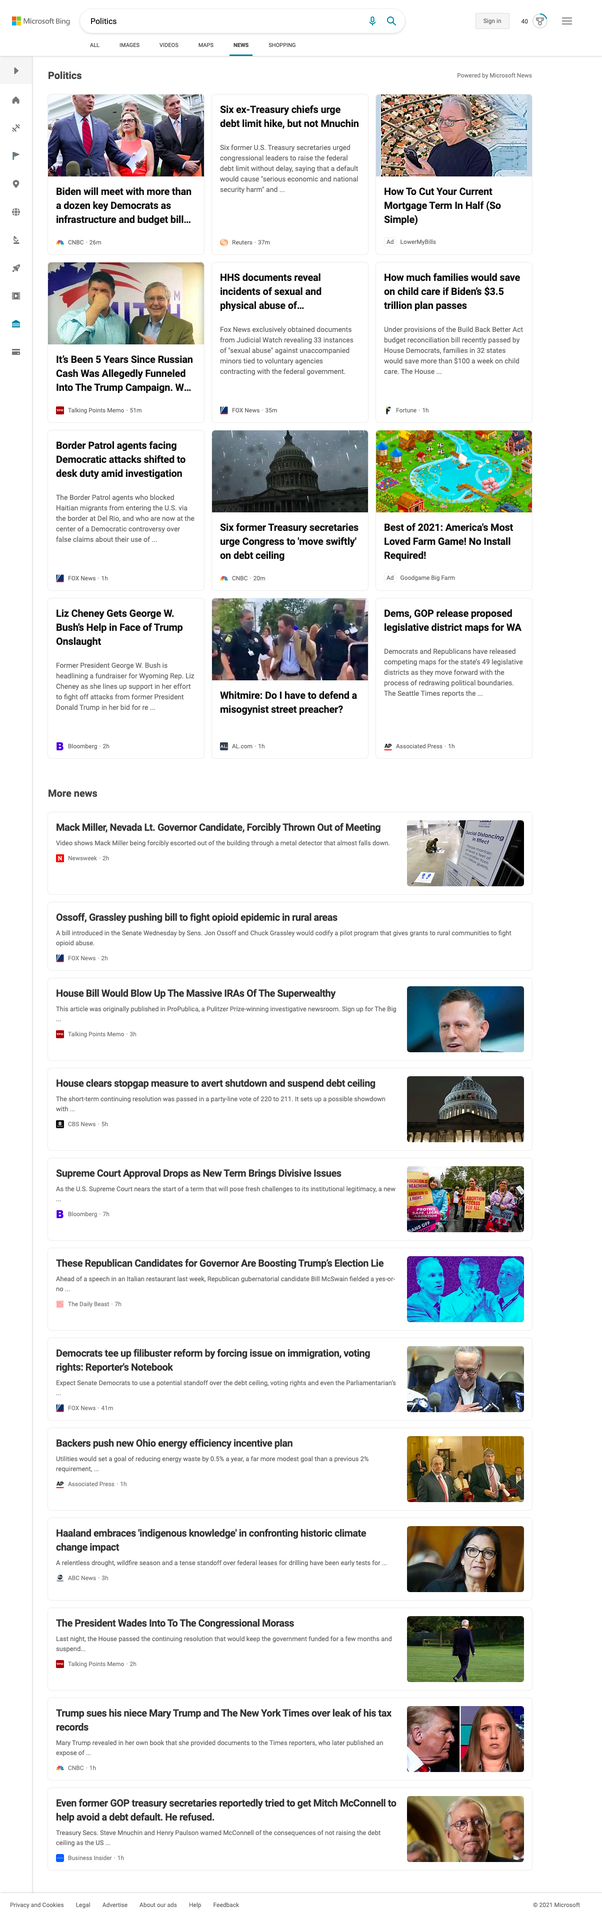 Microsoft Bing
Politics
Sign in
40
ALL IMAGES VIDEOS MAPS NEWS SHOPPING
Politics
Powered by Microsoft News
Biden will meet with more than
a dozen key Democrats as
infrastructure and budget bill...
CNBC · 26m
Six ex-Treasury chiefs urge
debt limit hike, but not Mnuchin
Six former U.S. Treasury secretaries urged
congressional leaders to raise the federal
debt limit without delay, saying that a default
would cause "serious economic and national
security harm" and ...
Reuters · 37m
How To Cut Your Current
Mortgage Term In Half (So
Simple)
Ad LowerMyBills
It's Been 5 Years Since Russian
Cash Was Allegedly Funneled
Into The Trump Campaign. W...
Talking Points Memo · 51m
HHS documents reveal
incidents of sexual and
physical abuse of...
Fox News exclusively obtained documents
from Judicial Watch revealing 33 instances
of "sexual abuse" against unaccompanied
minors tied to voluntary agencies
contracting with the federal government.
FOX News · 35m
How much families would save
on child care if Biden's $3.5
trillion plan passes
Under provisions of the Build Back Better Act
budget reconciliation bill recently passed by
House Democrats, families in 32 states
would save more than $100 a week on child
care. The House ...
Fortune · 1h
Border Patrol agents facing
Democratic attacks shifted to
desk duty amid investigation
The Border Patrol agents who blocked
Haitian migrants from entering the U.S. via
the border at Del Rio, and who are now at the
center of a Democratic controversy over
false claims about their use of ...
FOX News · 1h
Six former Treasury secretaries
urge Congress to 'move swiftly'
on debt ceiling
CNBC · 20m
Best of 2021: America's Most
Loved Farm Game! No Install
Required!
Ad Goodgame Big Farm
Liz Cheney Gets George W.
Bush's Help in Face of Trump
Onslaught
Former President George W. Bush is
headlining a fundraiser for Wyoming Rep. Liz
Cheney as she lines up support in her effort
to fight off attacks from former President
Donald Trump in her bid for re ...
Bloomberg · 2h
Whitmire: Do I have to defend a
misogynist street preacher?
AL.com · 1h
Dems, GOP release proposed
legislative district maps for WA
Democrats and Republicans have released
competing maps for the state's 49 legislative
districts as they move forward with the
process of redrawing political boundaries.
The Seattle Times reports the ...
Associated Press · 1h
More news
Mack Miller, Nevada Lt. Governor Candidate, Forcibly Thrown Out of Meeting
Video shows Mack Miller being forcibly escorted out of the building through a metal detector that almost falls down.
Newsweek · 2h
Social Distancing
in Effect
Ossoff, Grassley pushing bill to fight opioid epidemic in rural areas
A bill introduced in the Senate Wednesday by Sens. Jon Ossoff and Chuck Grassley would codify a pilot program that gives grants to rural communities to fight
opioid abuse.
FOX News · 2h
House Bill Would Blow Up The Massive IRAs Of The Superwealthy
This article was originally published in ProPublica, a Pulitzer Prize-winning investigative newsroom. Sign up for The Big
...
Talking Points Memo · 3h
House clears stopgap measure to avert shutdown and suspend debt ceiling
The short-term continuing resolution was passed in a party-line vote of 220 to 211. It sets up a possible showdown
with ...
CBS News · 5h
Supreme Court Approval Drops as New Term Brings Divisive Issues
As the U.S. Supreme Court nears the start of a term that will pose fresh challenges to its institutional legitimacy, a new
...
Bloomberg · 7h
These Republican Candidates for Governor Are Boosting Trump's Election Lie
Ahead of a speech in an Italian restaurant last week, Republican gubernatorial candidate Bill McSwain fielded a yes-or-
no ...
The Daily Beast · 7h
Democrats tee up filibuster reform by forcing issue on immigration, voting
rights: Reporter's Notebook
Expect Senate Democrats to use a potential standoff over the debt ceiling, voting rights and even the Parliamentarian's
...
FOX News · 41m
Backers push new Ohio energy efficiency incentive plan
Utilities would set a goal of reducing energy waste by 0.5% a year, a far more modest goal than a previous 2%
requirement, ...
Associated Press · 1h
Haaland embraces 'indigenous knowledge' in confronting historic climate
change impact
A relentless drought, wildfire season and a tense standoff over federal leases for drilling have been early tests for ...
ABC News · 3h
The President Wades Into To The Congressional Morass
Last night, the House passed the continuing resolution that would keep the government funded for a few months and
suspend...
Talking Points Memo · 2h
Trump sues his niece Mary Trump and The New York Times over leak of his tax
records
Mary Trump revealed in her own book that she provided documents to the Times reporters, who later published an
expose of ...
CNBC · 1h
Even former GOP treasury secretaries reportedly tried to get Mitch McConnell to
help avoid a debt default. He refused.
Treasury Secs. Steve Mnuchin and Henry Paulson warned McConnell of the consequences of not raising the debt
ceiling as the US ...
Business Insider · 1h
Privacy and Cookies Legal Advertise About our ads Help Feedback
© 2021 Microsoft